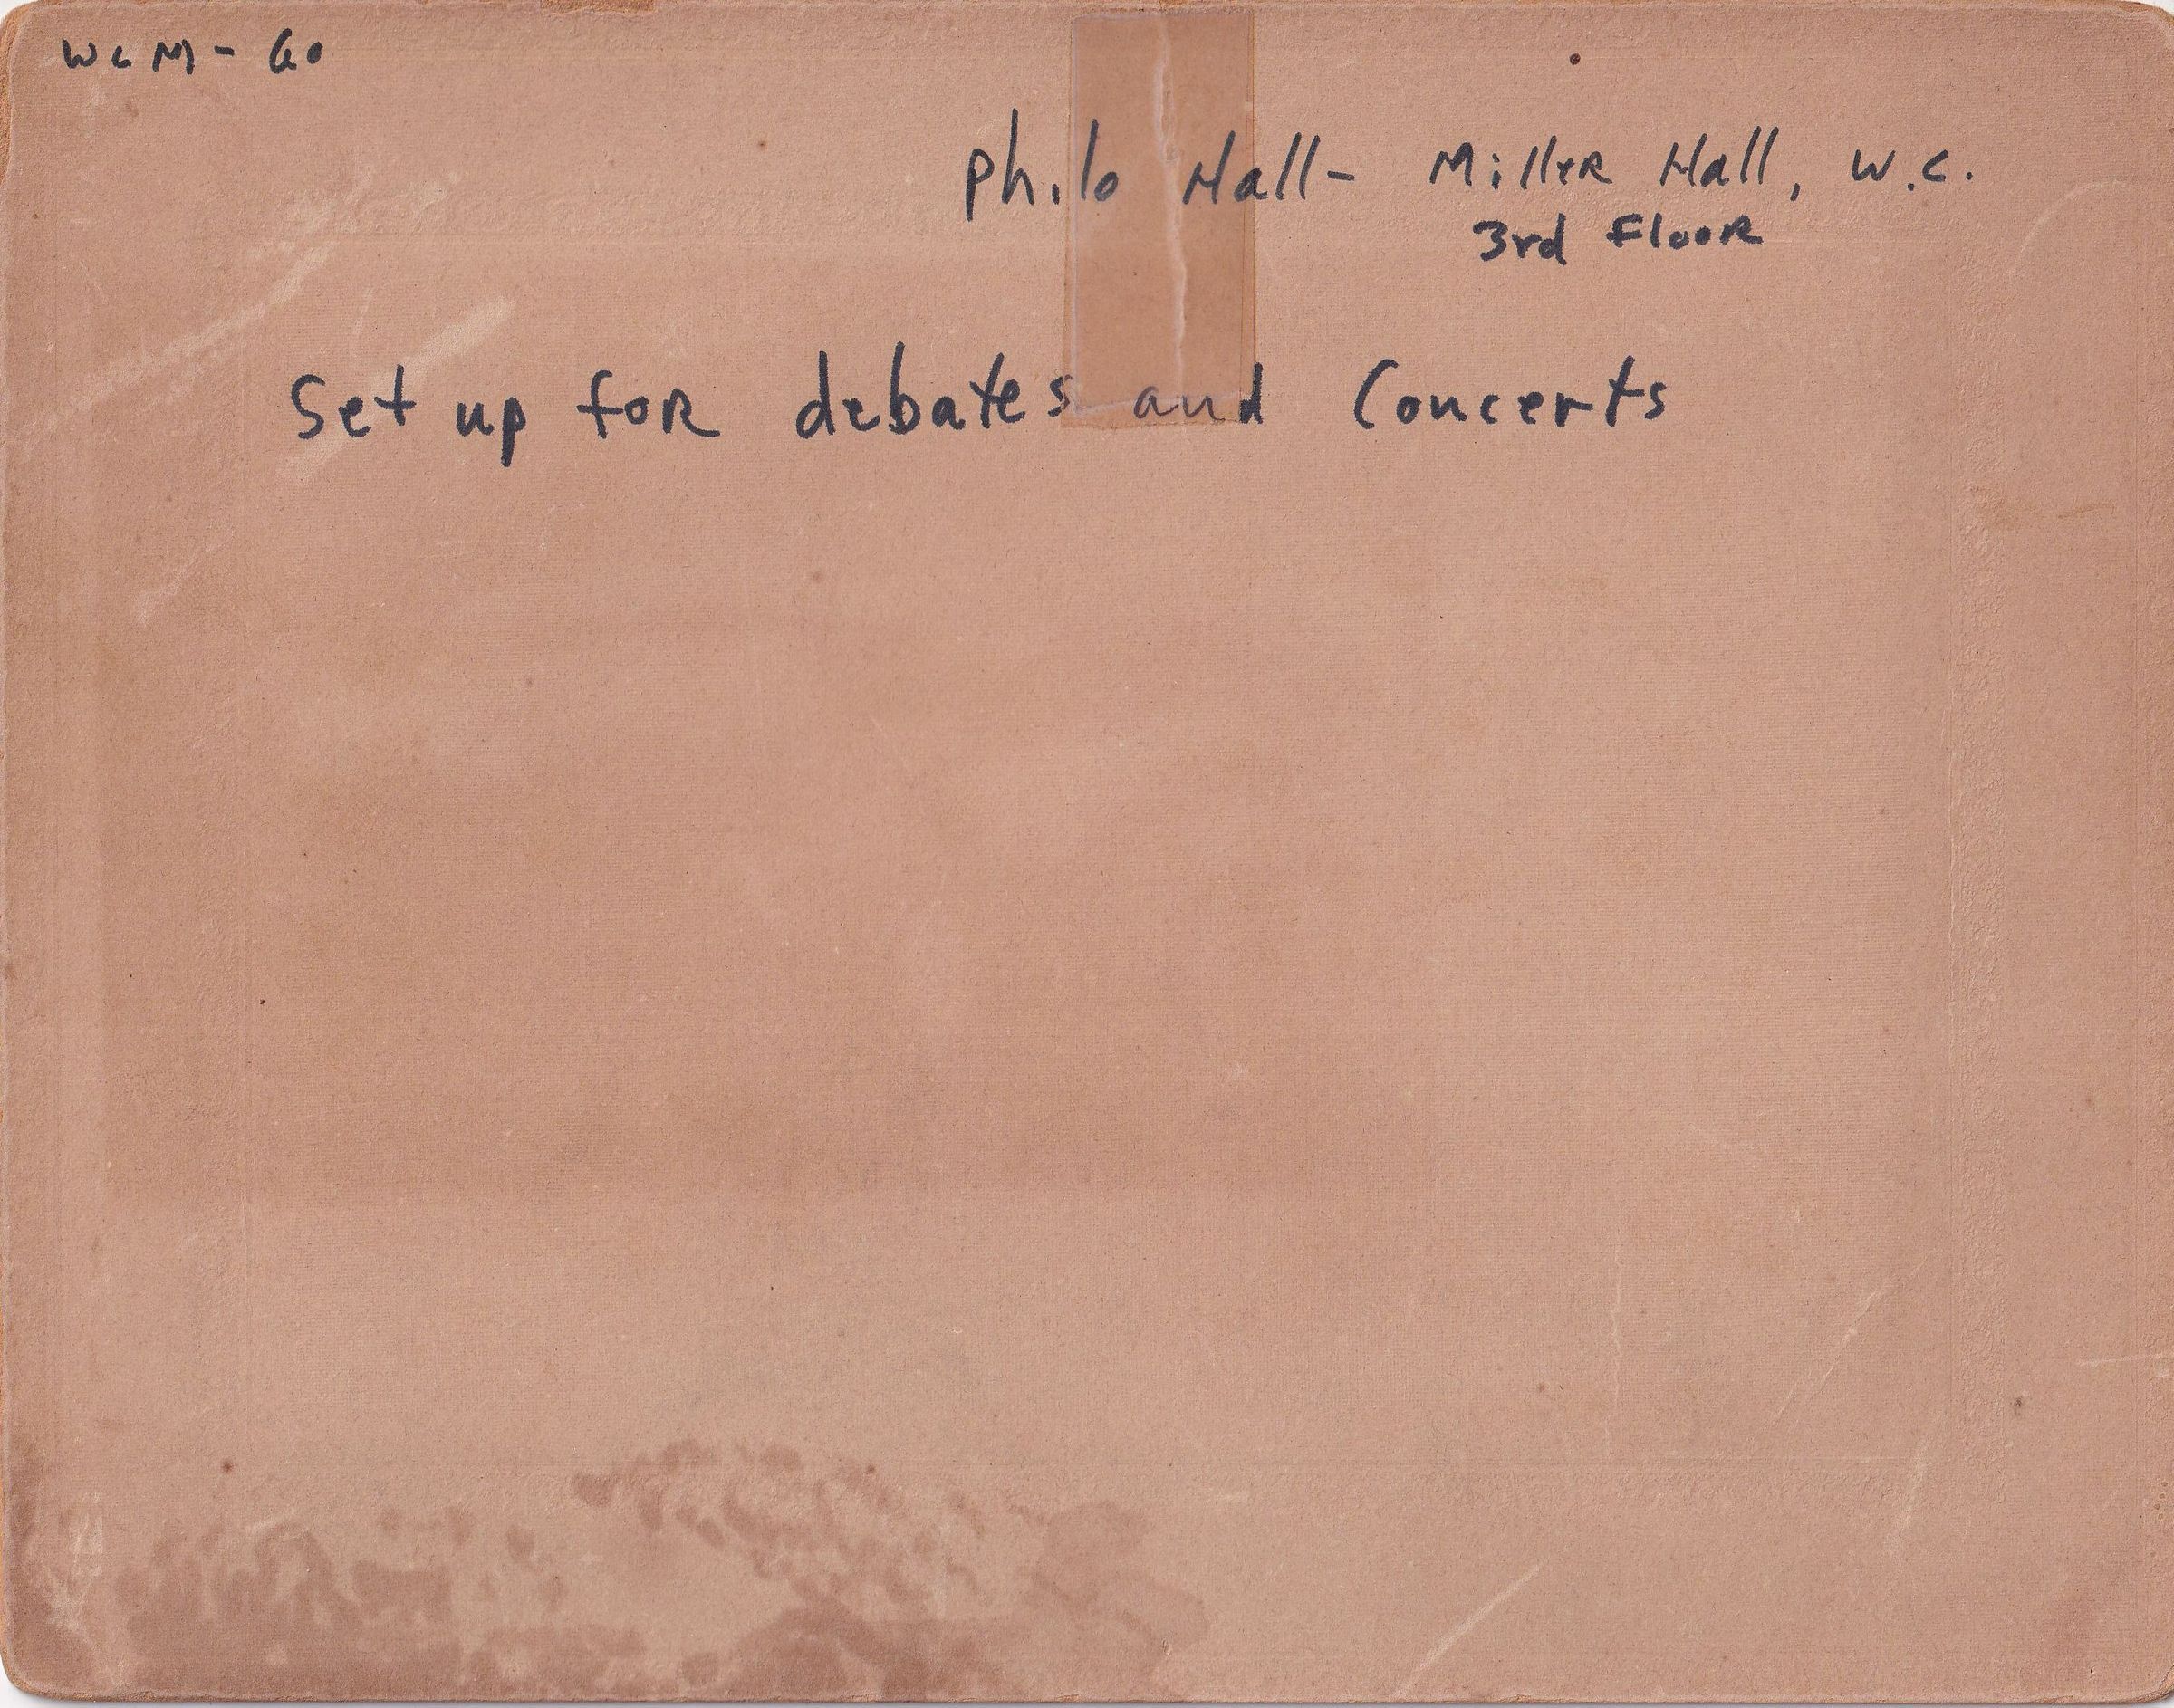 WCM - 60
Philo Hall - Miller Hall, W.C.
3rd Floor
Set up for debates and Concerts